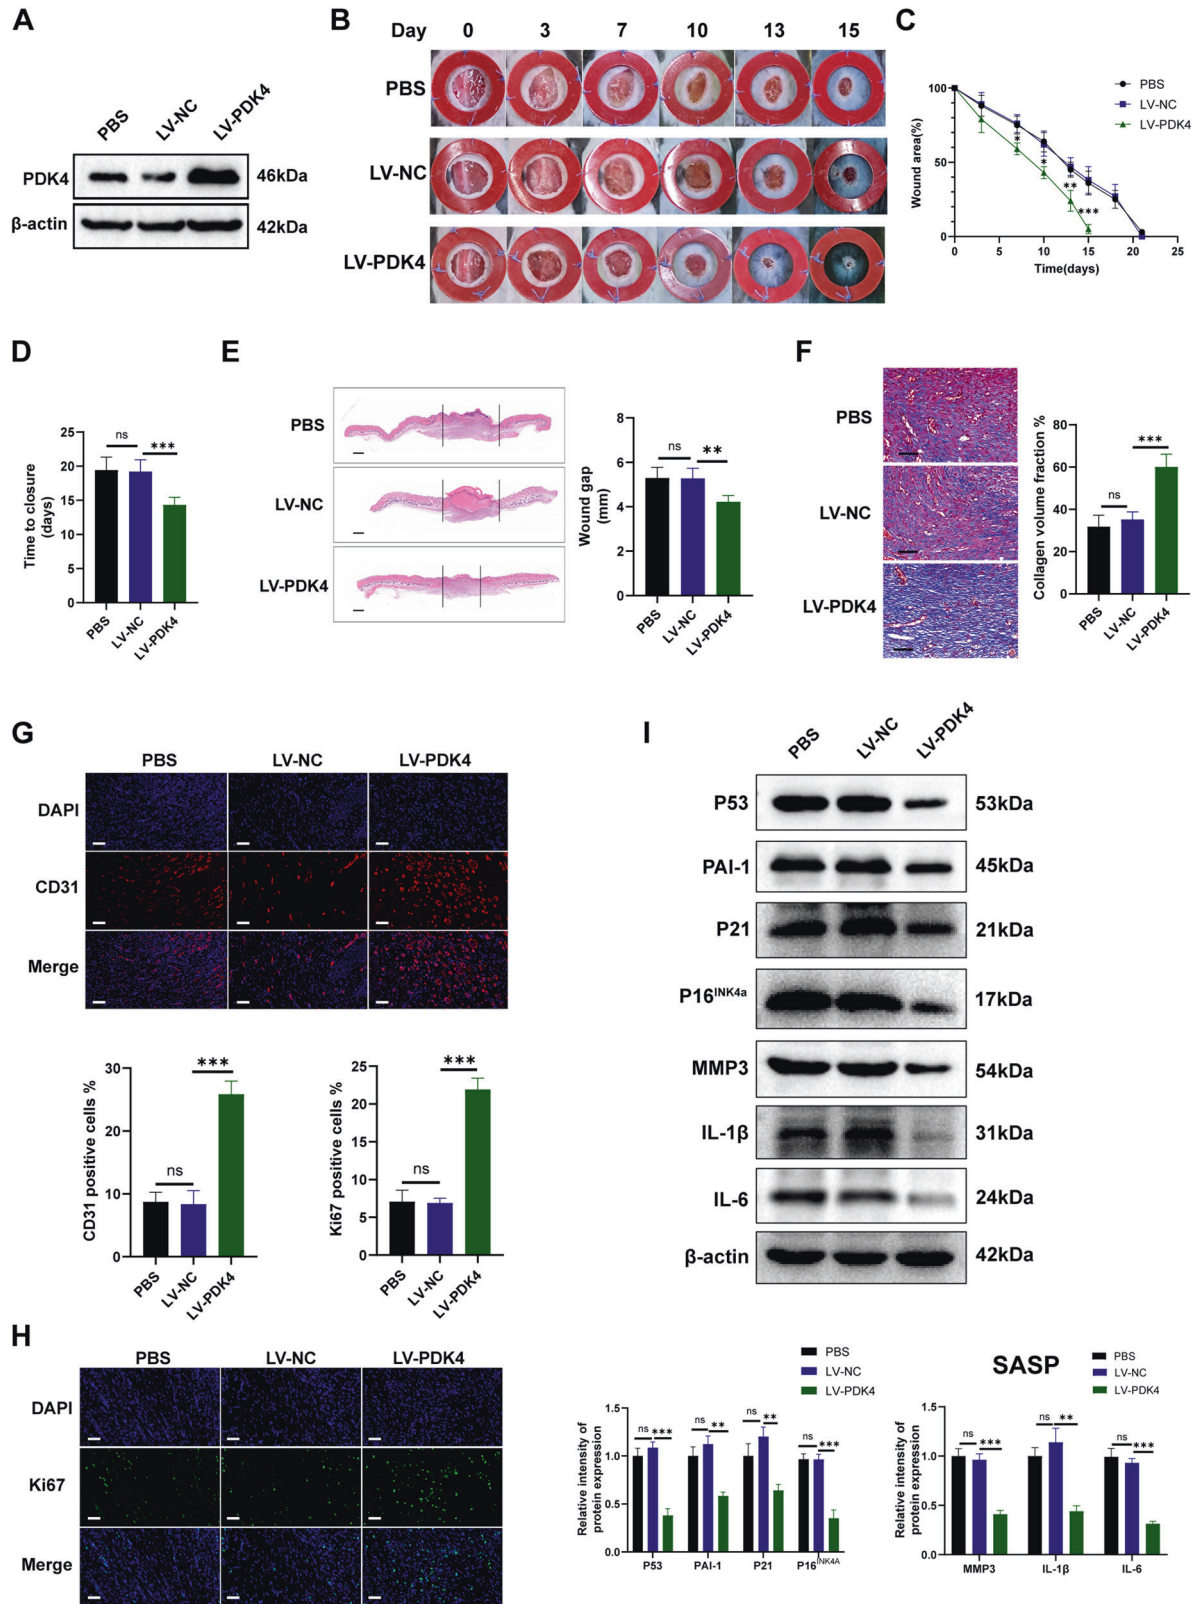 A
PBS
LV-NC
LV-PDK4
PDK4
46kDa
β-actin
42kDa
B
Day 0 3 7 10 13 15
PBS
LV-NC
LV-PDK4
C
PBS
LV-NC
LV-PDK4
Wound area(%)
100
50
0
*
*
**
***
0 5 10 15 20 25
Time(days)
D
Time to closure
(days)
25
20
15
10
5
0
ns
***
PBS
LV-NC
LV-PDK4
E
PBS
LV-NC
LV-PDK4
Wound gap
(mm)
8
6
4
2
0
ns
**
PBS
LV-NC
LV-PDK4
F
PBS
LV-NC
LV-PDK4
Collagen volume fraction %
80
60
40
20
0
ns
***
PBS
LV-NC
LV-PDK4
G
PBS LV-NC LV-PDK4
DAPI
CD31
Merge
CD31 positive cells %
30
20
10
0
ns
***
PBS
LV-NC
LV-PDK4
Ki67 positive cells %
25
20
15
10
5
0
ns
***
PBS
LV-NC
LV-PDK4
H
PBS LV-NC LV-PDK4
DAPI
Ki67
Merge
I
PBS
LV-NC
LV-PDK4
P53 53kDa
PAI-1 45kDa
P21 21kDa
P16INK4a 17kDa
MMP3 54kDa
IL-1β 31kDa
IL-6 24kDa
β-actin 42kDa
PBS
LV-NC
LV-PDK4
Relative intensity of
protein expression
1.5
1.0
0.5
0.0
ns *** ns ** ns ** ns ***
P53 PAI-1 P21 P16INK4A
SASP
PBS
LV-NC
LV-PDK4
Relative intensity of
protein expression
1.5
1.0
0.5
0.0
ns *** ns ** ns ***
MMP3 IL-1β IL-6